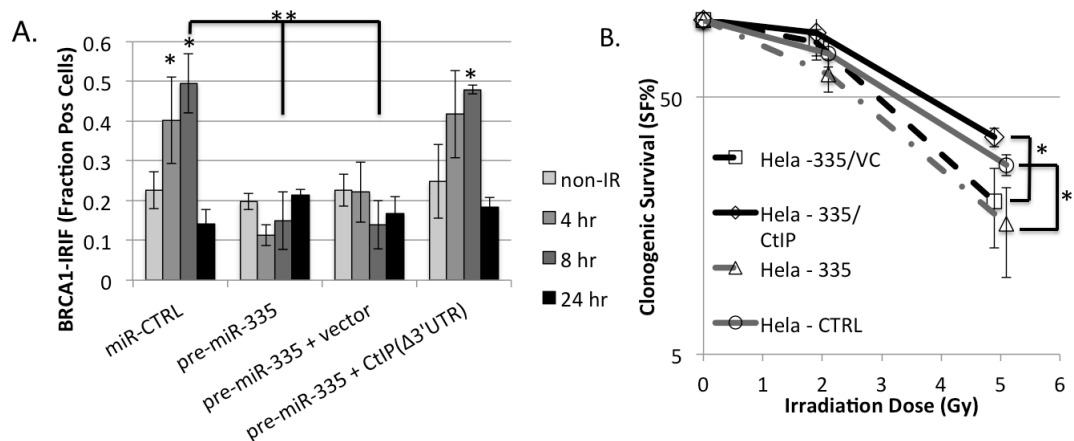 A.
**
0.6
0.5
0.4
0.3
0.2
0.1
0
* *
*
BRCA1-IRIF (Fraction Pos Cells)
miR-CTRL
pre-miR-335
pre-miR-335 + vector
pre-miR-335 + CtIP(Δ3'UTR)
non-IR
4 hr
8 hr
24 hr
B.
50
5
Clonogenic Survival (SF%)
Hela -335/VC
Hela - 335/
CtIP
Hela - 335
Hela - CTRL
*
*
0 1 2 3 4 5 6
Irradiation Dose (Gy)